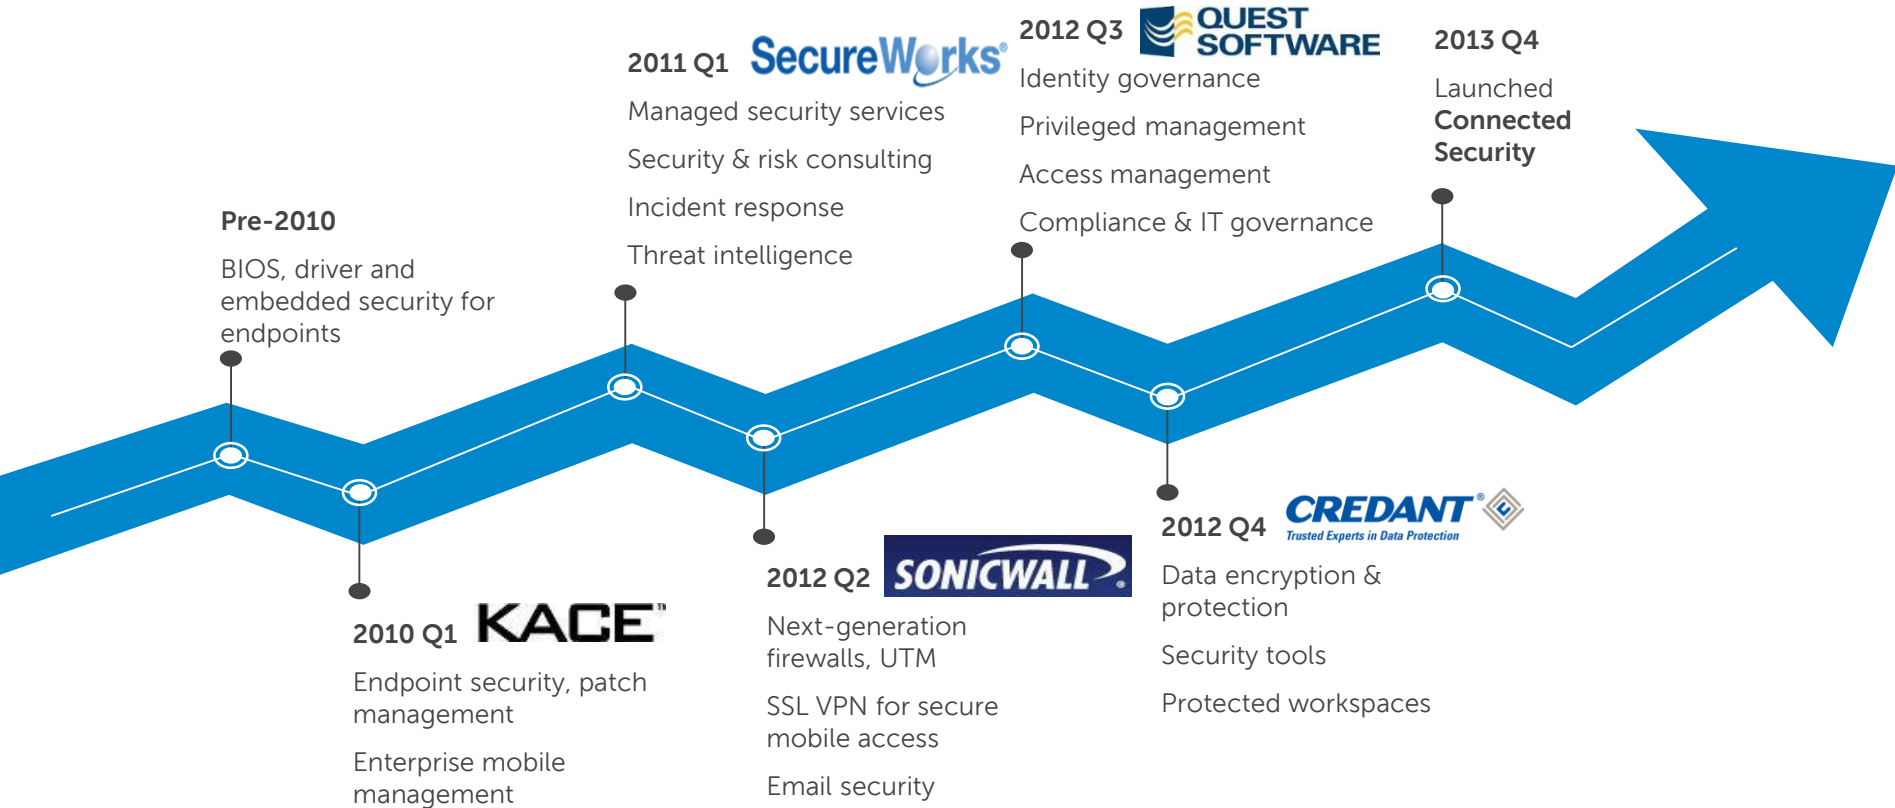 Pre-2010
BIOS, driver and
embedded security for
endpoints
2010 Q1
KACE™
Endpoint security, patch
management
Enterprise mobile
management
2011 Q1
SecureWorks®
Managed security services
Security & risk consulting
Incident response
Threat intelligence
2012 Q2
SONICWALL®
Next-generation
firewalls, UTM
SSL VPN for secure
mobile access
Email security
2012 Q3
QUEST
SOFTWARE
Identity governance
Privileged management
Access management
Compliance & IT governance
2012 Q4
CREDANT®
Trusted Experts in Data Protection
Data encryption &
protection
Security tools
Protected workspaces
2013 Q4
Launched
Connected
Security